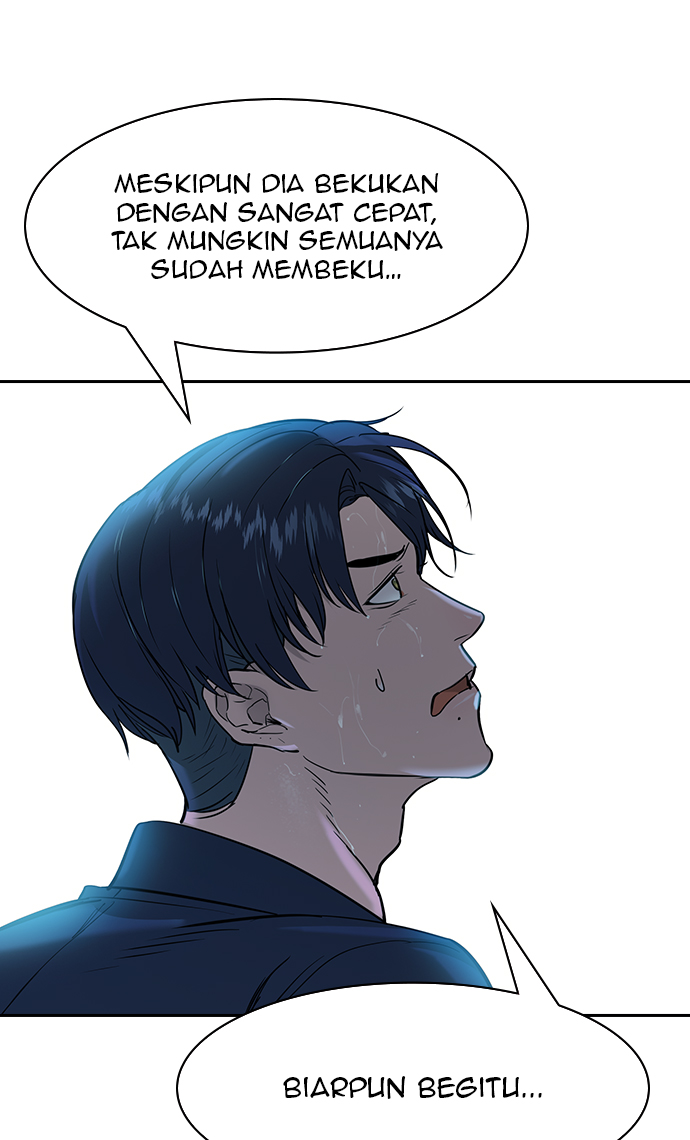 MESKIPUN DIA BEKUKAN
DENGAN SANGAT CEPAT,
TAK MUNGKIN SEMUANYA
SUDAH MEMBEKU...
BIARPUN BEGITU...